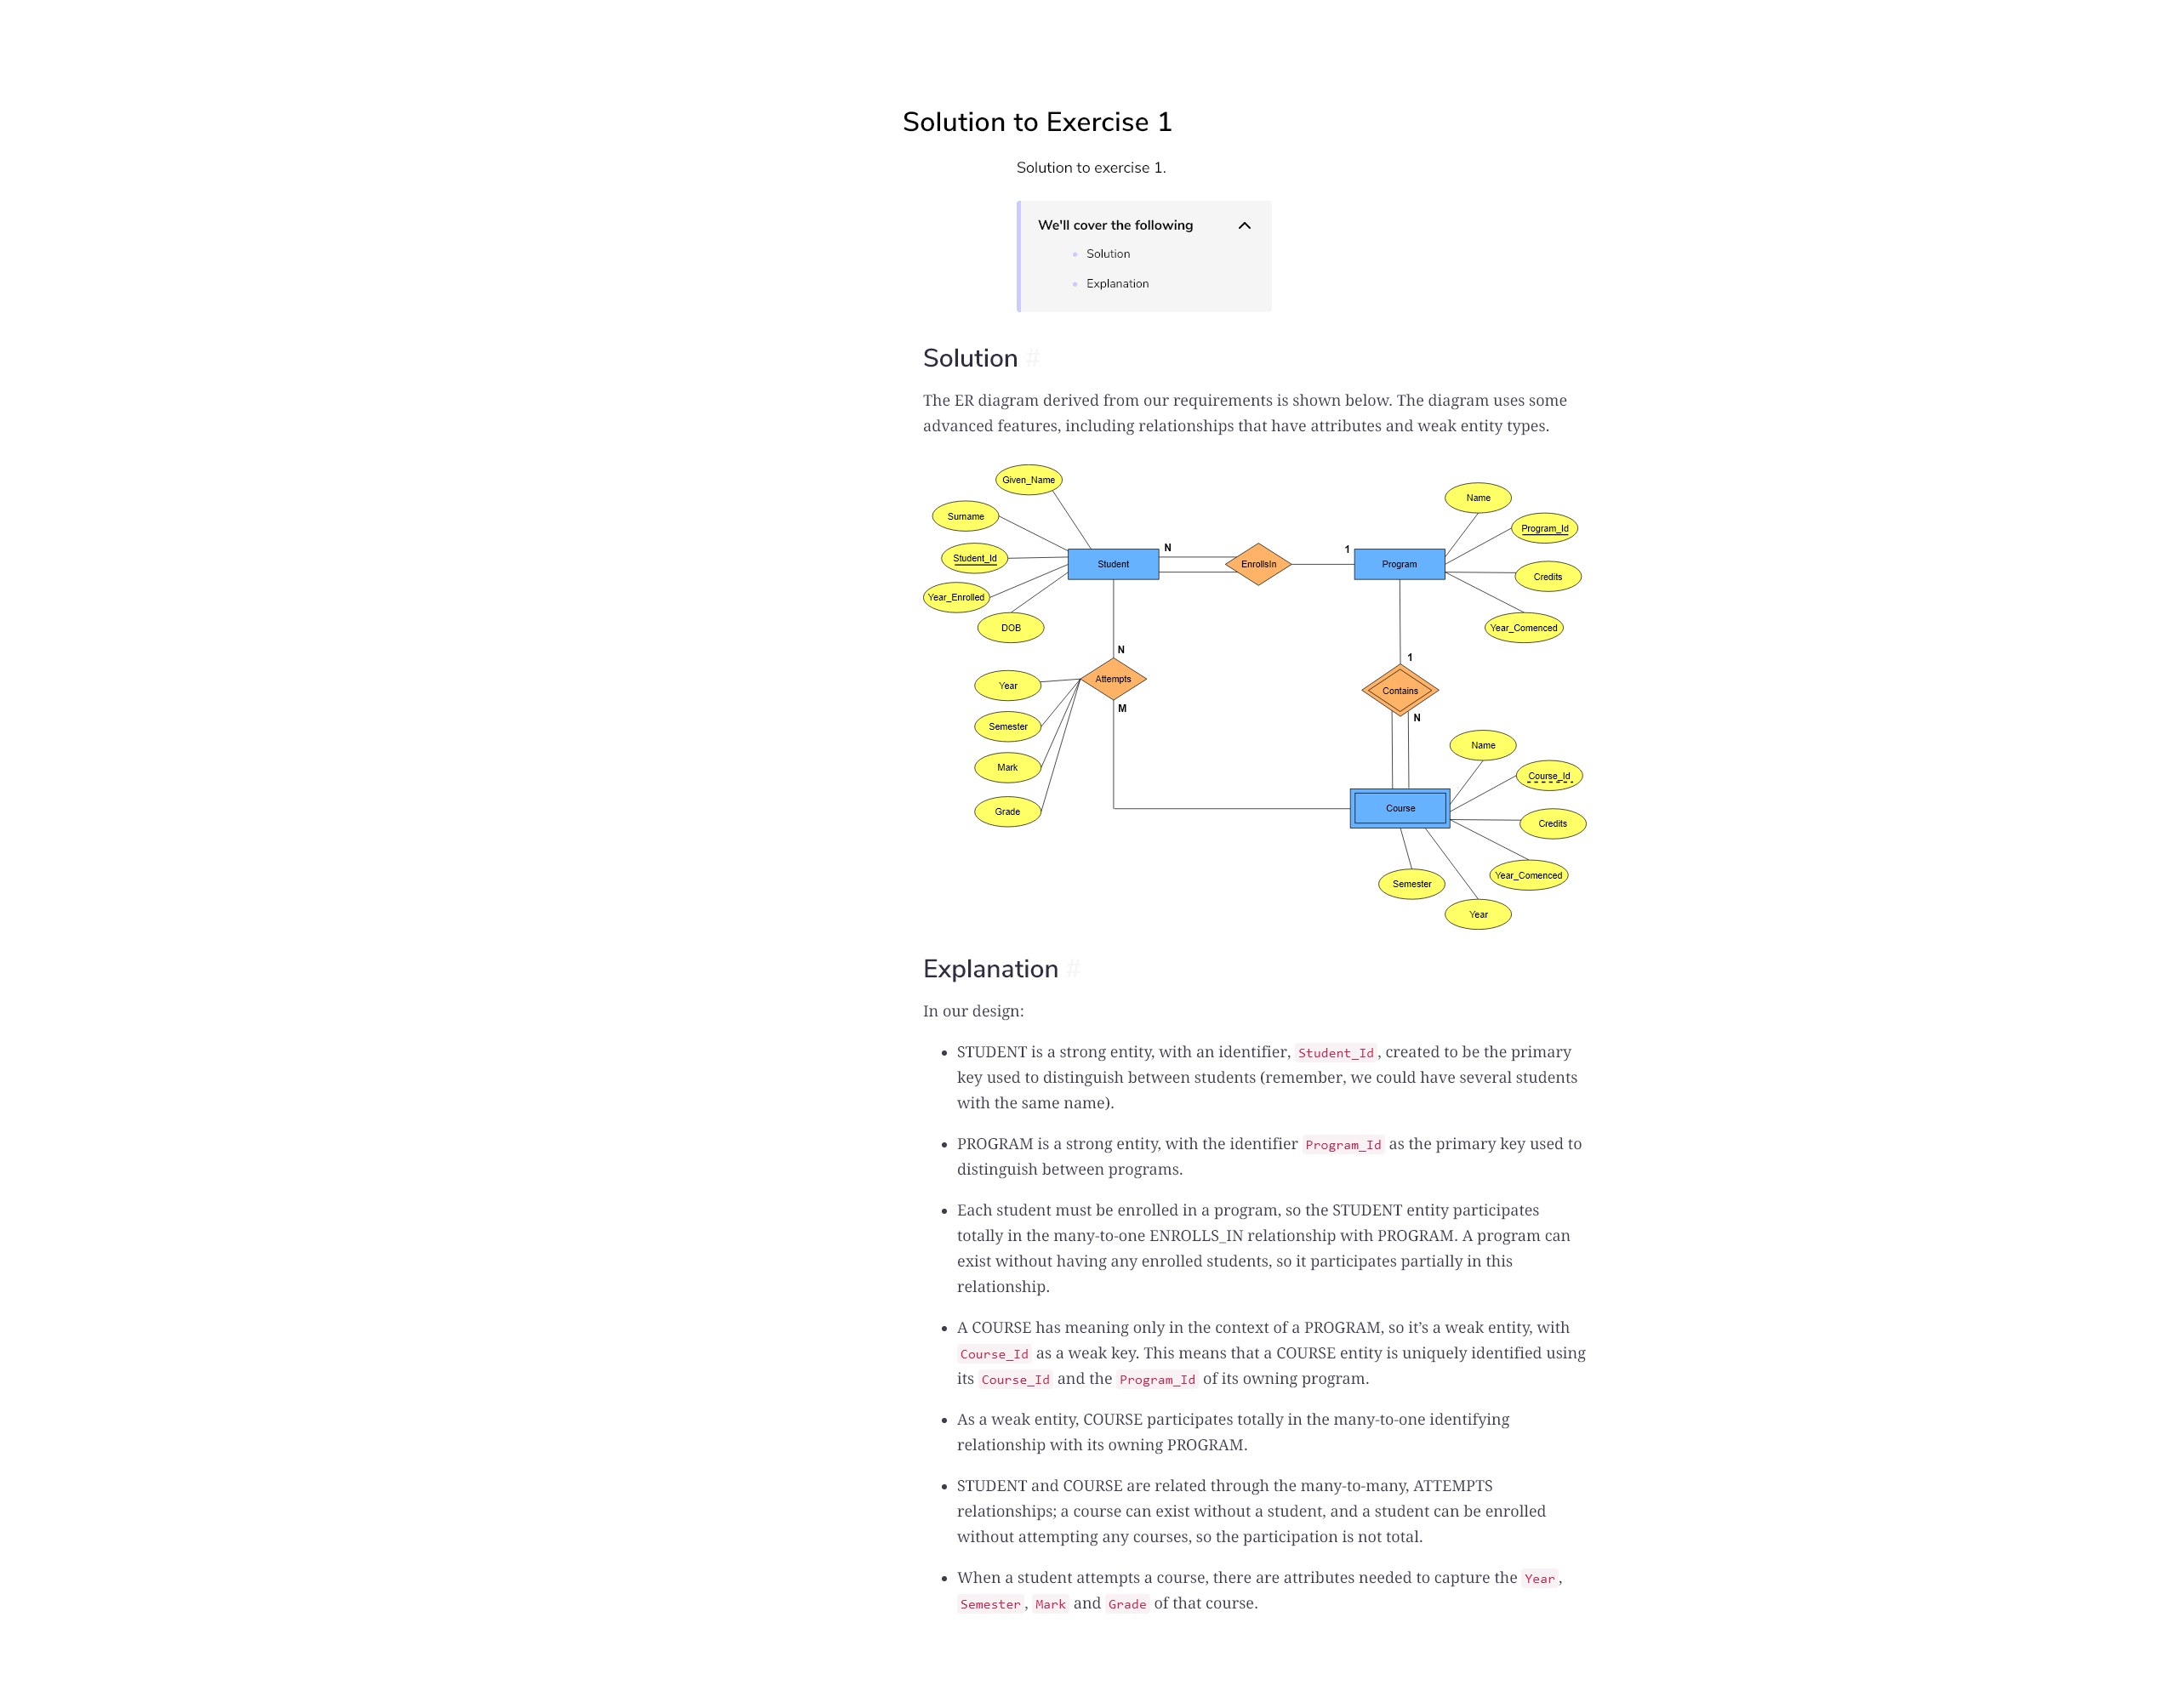 Solution to Exercise 1
Solution to exercise 1.
We'll cover the following
Solution
Explanation
Solution #
The ER diagram derived from our requirements is shown below. The diagram uses some
advanced features, including relationships that have attributes and weak entity types.
Given_Name
Surname
Student_Id
Year_Enrolled
DOB
Student
N
EnrollsIn
1
Program
Name
Program_Id
Credits
Year_Comenced
N
Attempts
M
Year
Semester
Mark
Grade
1
Contains
N
Course
Name
Course_Id
Credits
Year_Comenced
Semester
Year
Explanation #
In our design:
• STUDENT is a strong entity, with an identifier, Student_Id, created to be the primary
key used to distinguish between students (remember, we could have several students
with the same name).
• PROGRAM is a strong entity, with the identifier Program_Id as the primary key used to
distinguish between programs.
• Each student must be enrolled in a program, so the STUDENT entity participates
totally in the many-to-one ENROLLS_IN relationship with PROGRAM. A program can
exist without having any enrolled students, so it participates partially in this
relationship.
• A COURSE has meaning only in the context of a PROGRAM, so it’s a weak entity, with
Course_Id as a weak key. This means that a COURSE entity is uniquely identified using
its Course_Id and the Program_Id of its owning program.
• As a weak entity, COURSE participates totally in the many-to-one identifying
relationship with its owning PROGRAM.
• STUDENT and COURSE are related through the many-to-many, ATTEMPTS
relationships; a course can exist without a student, and a student can be enrolled
without attempting any courses, so the participation is not total.
• When a student attempts a course, there are attributes needed to capture the Year,
Semester, Mark and Grade of that course.